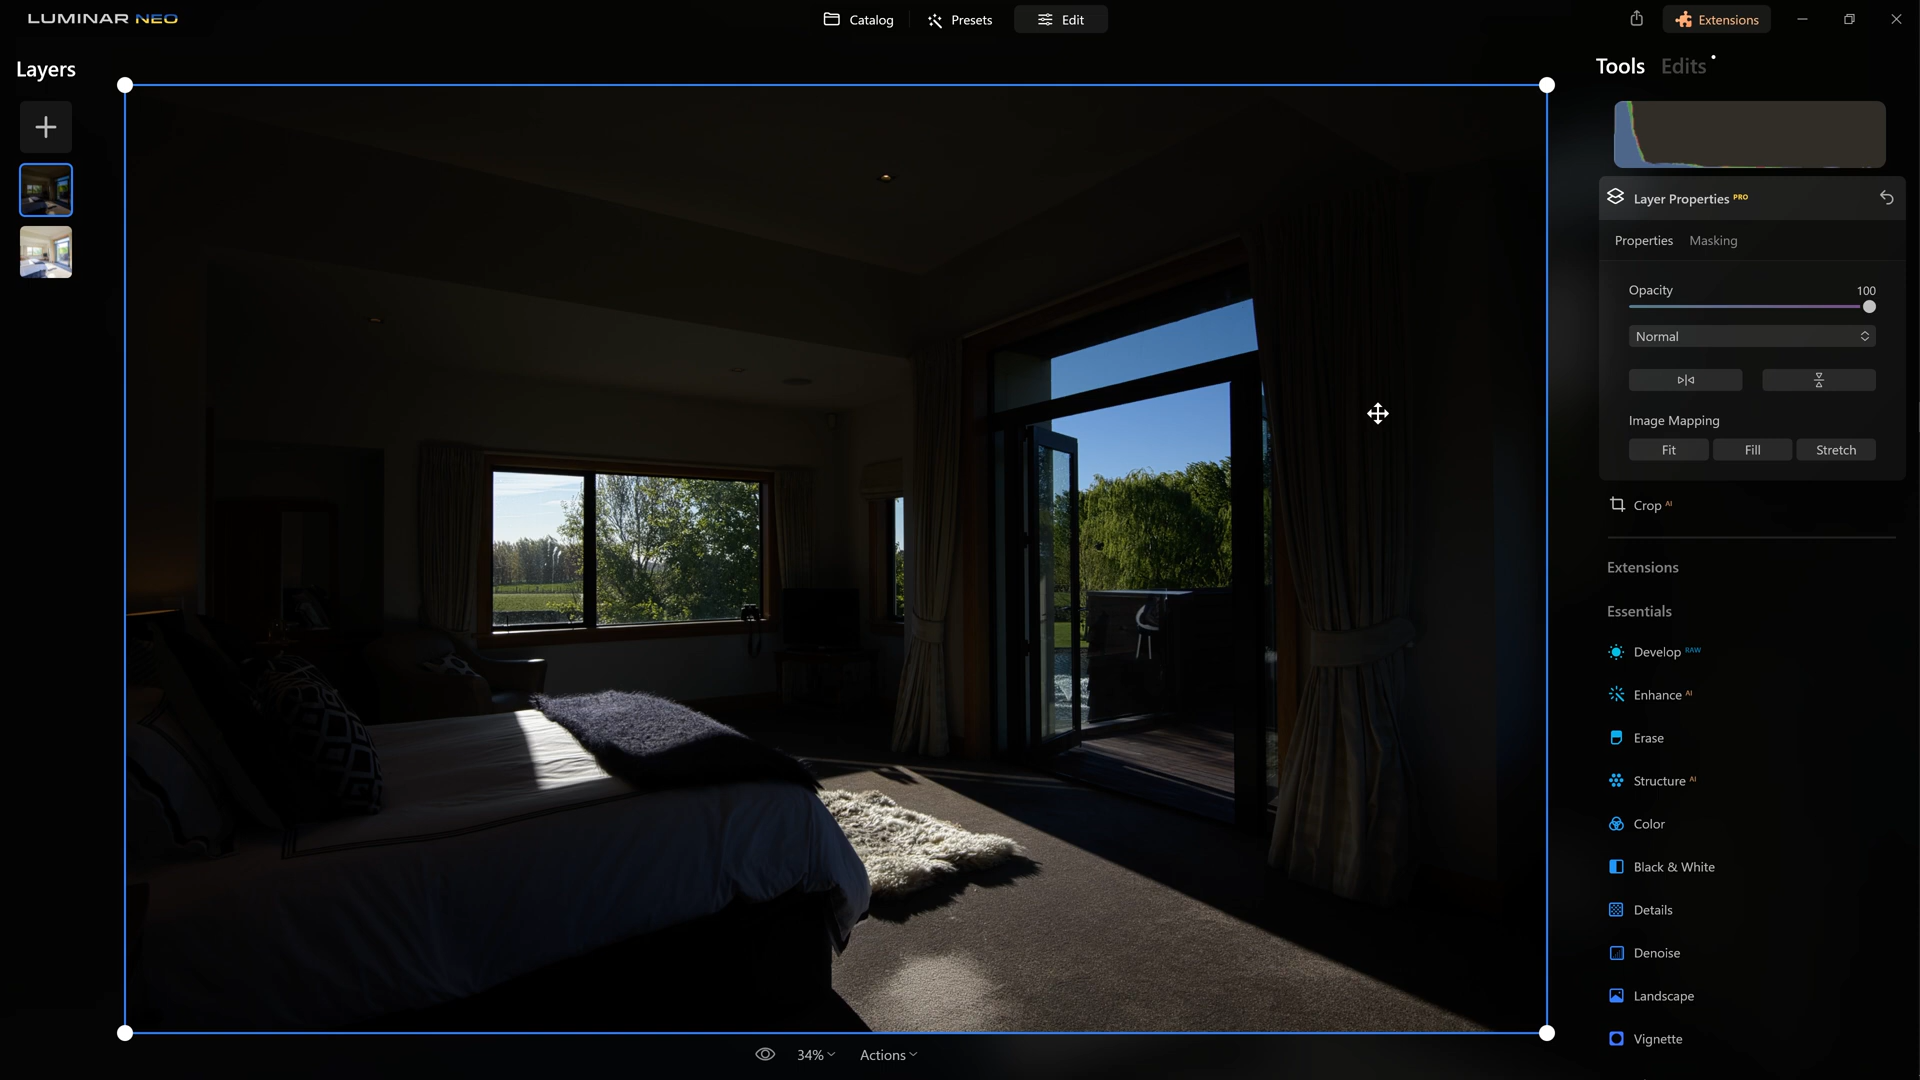 LUMINAR NEO
Catalog
Presets
Edit
Extensions
Layers
Tools
Edits
Layer Properties PRO
Properties
Masking
Opacity
100
Normal
Image Mapping
Fit
Fill
Stretch
Crop AI
Extensions
Essentials
Develop RAW
Enhance AI
Erase
Structure AI
Color
Black & White
Details
Denoise
Landscape
Vignette
34%
Actions